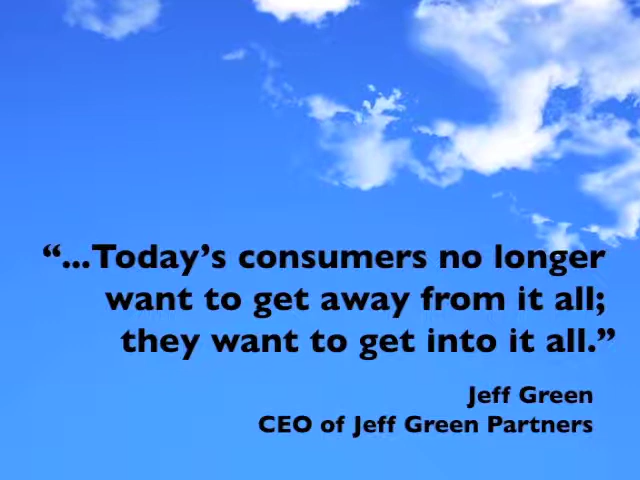 “...Today’s consumers no longer
want to get away from it all;
they want to get into it all.”
Jeff Green
CEO of Jeff Green Partners